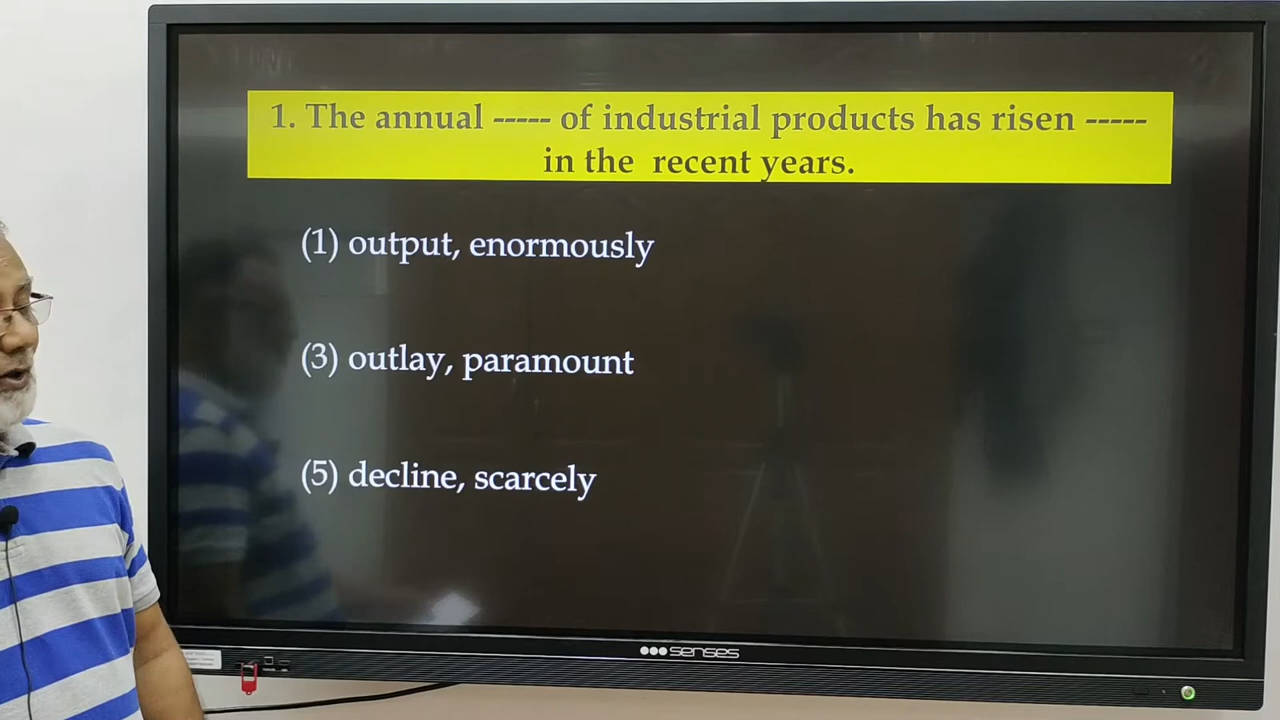 1. The annual ----- of industrial products has risen -----
in the recent years.
(1) output, enormously
(3) outlay, paramount
(5) decline, scarcely
senses